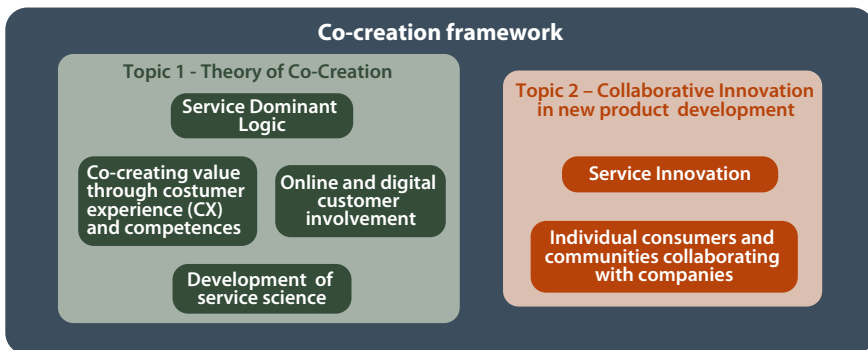 Co-creation framework
Topic 1 - Theory of Co-Creation
Service Dominant
Logic
Co-creating value
through costumer
experience (CX)
and competences
Online and digital
customer
involvement
Development of
service science
Topic 2 – Collaborative Innovation
in new product development
Service Innovation
Individual consumers and
communities collaborating
with companies